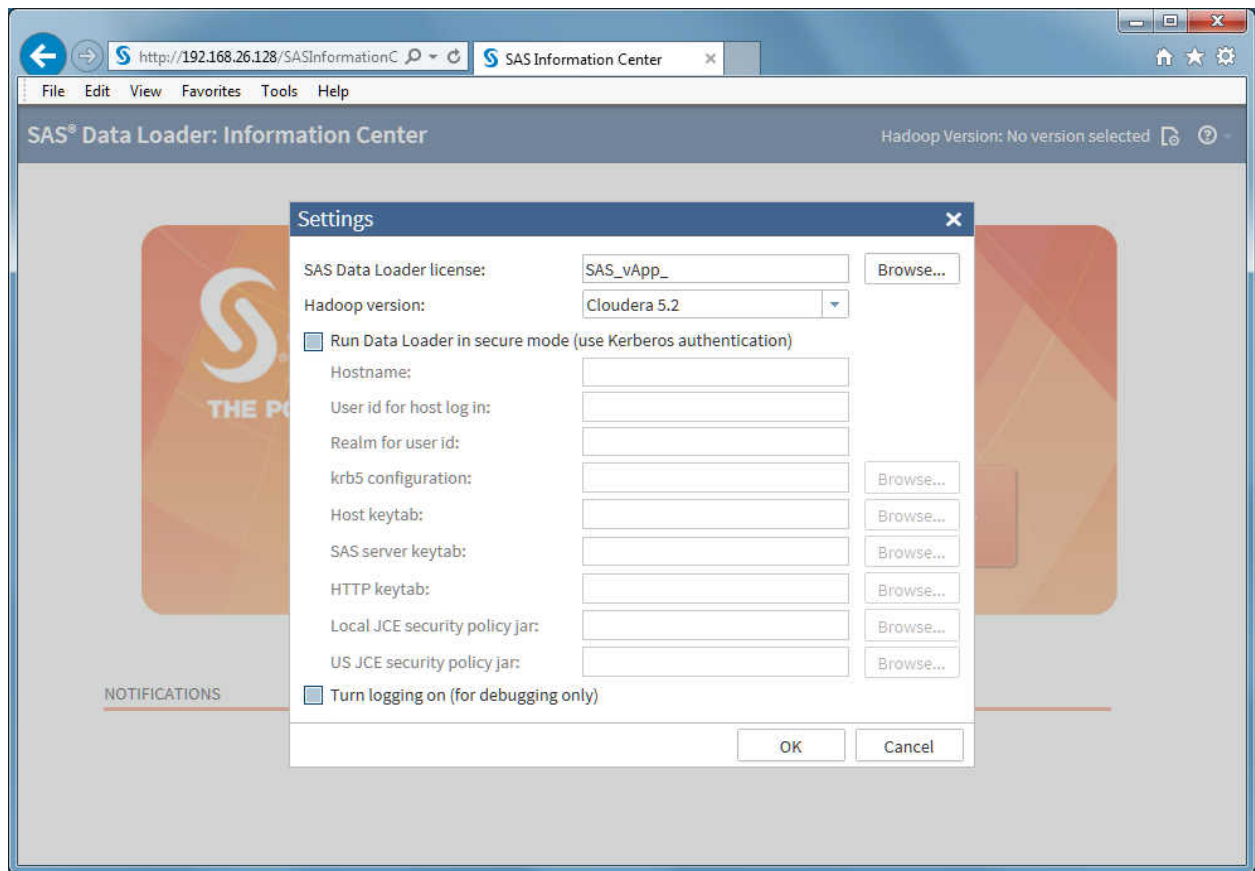 http://192.168.26.128/SASInformationC
SAS Information Center
File Edit View Favorites Tools Help
SAS® Data Loader: Information Center
Hadoop Version: No version selected
Settings
SAS Data Loader license: SAS_vApp_ Browse...
Hadoop version: Cloudera 5.2
Run Data Loader in secure mode (use Kerberos authentication)
Hostname:
User id for host log in:
Realm for user id:
krb5 configuration: Browse...
Host keytab: Browse...
SAS server keytab: Browse...
HTTP keytab: Browse...
Local JCE security policy jar: Browse...
US JCE security policy jar: Browse...
Turn logging on (for debugging only)
OK Cancel
THE PO
NOTIFICATIONS